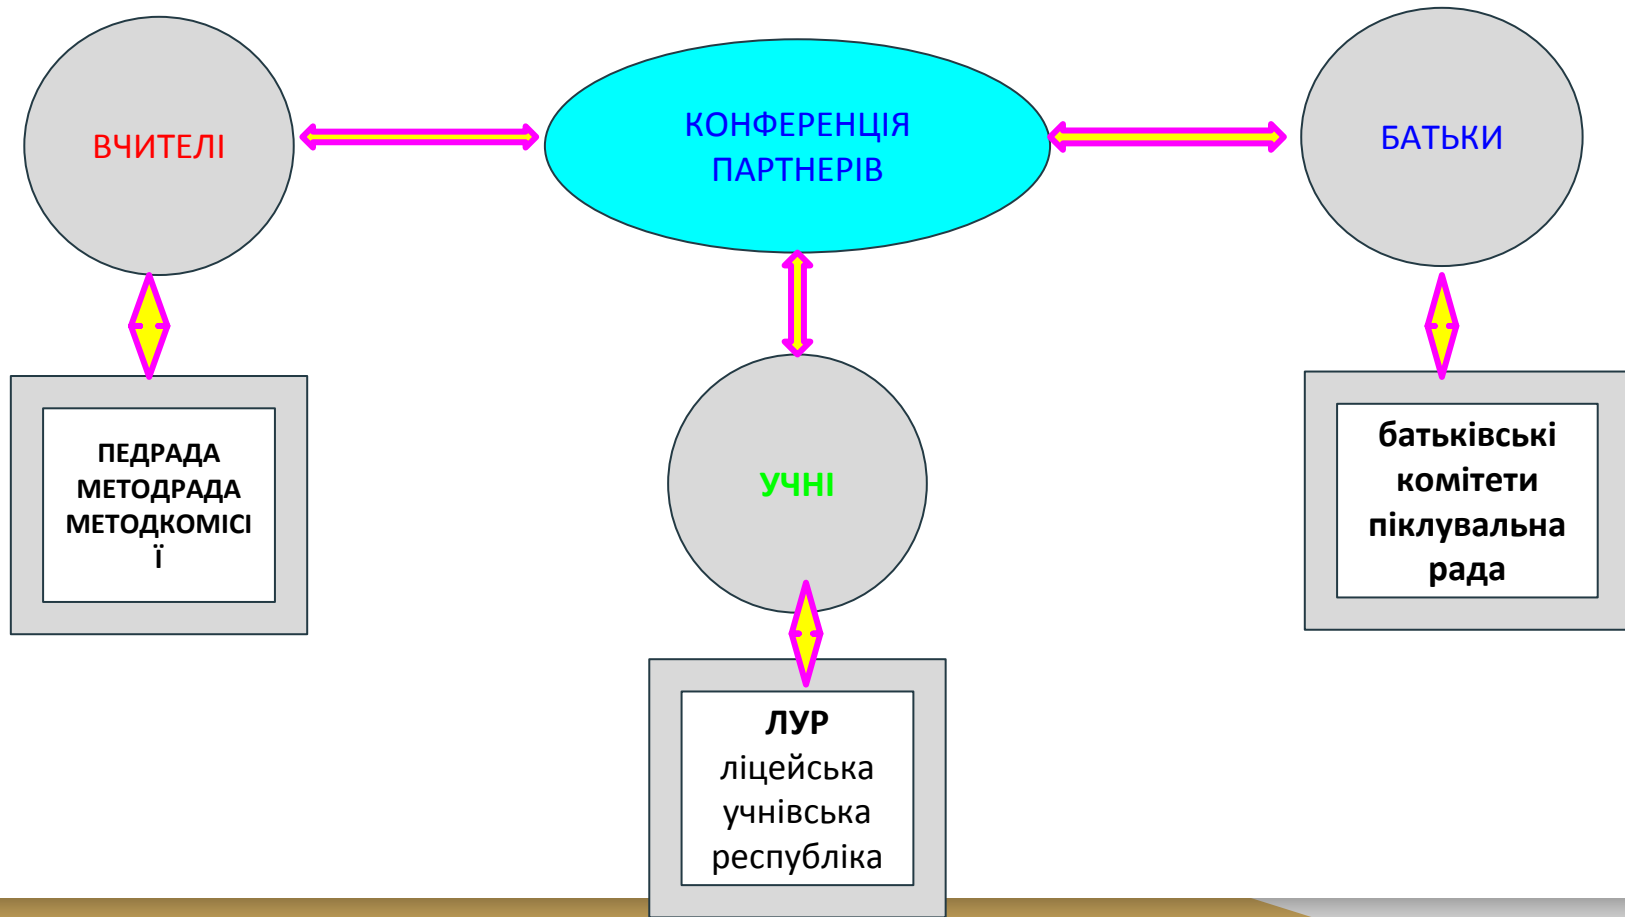 ВЧИТЕЛІ
КОНФЕРЕНЦІЯ
ПАРТНЕРІВ
БАТЬКИ
ПЕДРАДА
МЕТОДРАДА
МЕТОДКОМІСІ
Ї
УЧНІ
батьківські
комітети
піклувальна
рада
ЛУР
ліцейська
учнівська
республіка